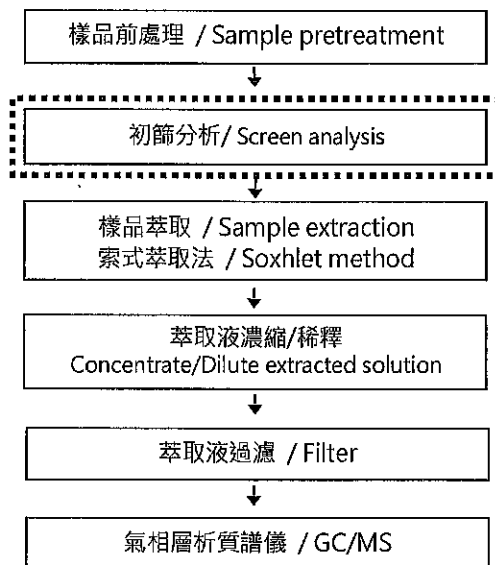 樣品前處理 / Sample pretreatment
初篩分析/ Screen analysis
樣品萃取 / Sample extraction
索式萃取法 / Soxhlet method
萃取液濃縮/稀釋
Concentrate/Dilute extracted solution
萃取液過濾 / Filter
氣相層析質譜儀 / GC/MS